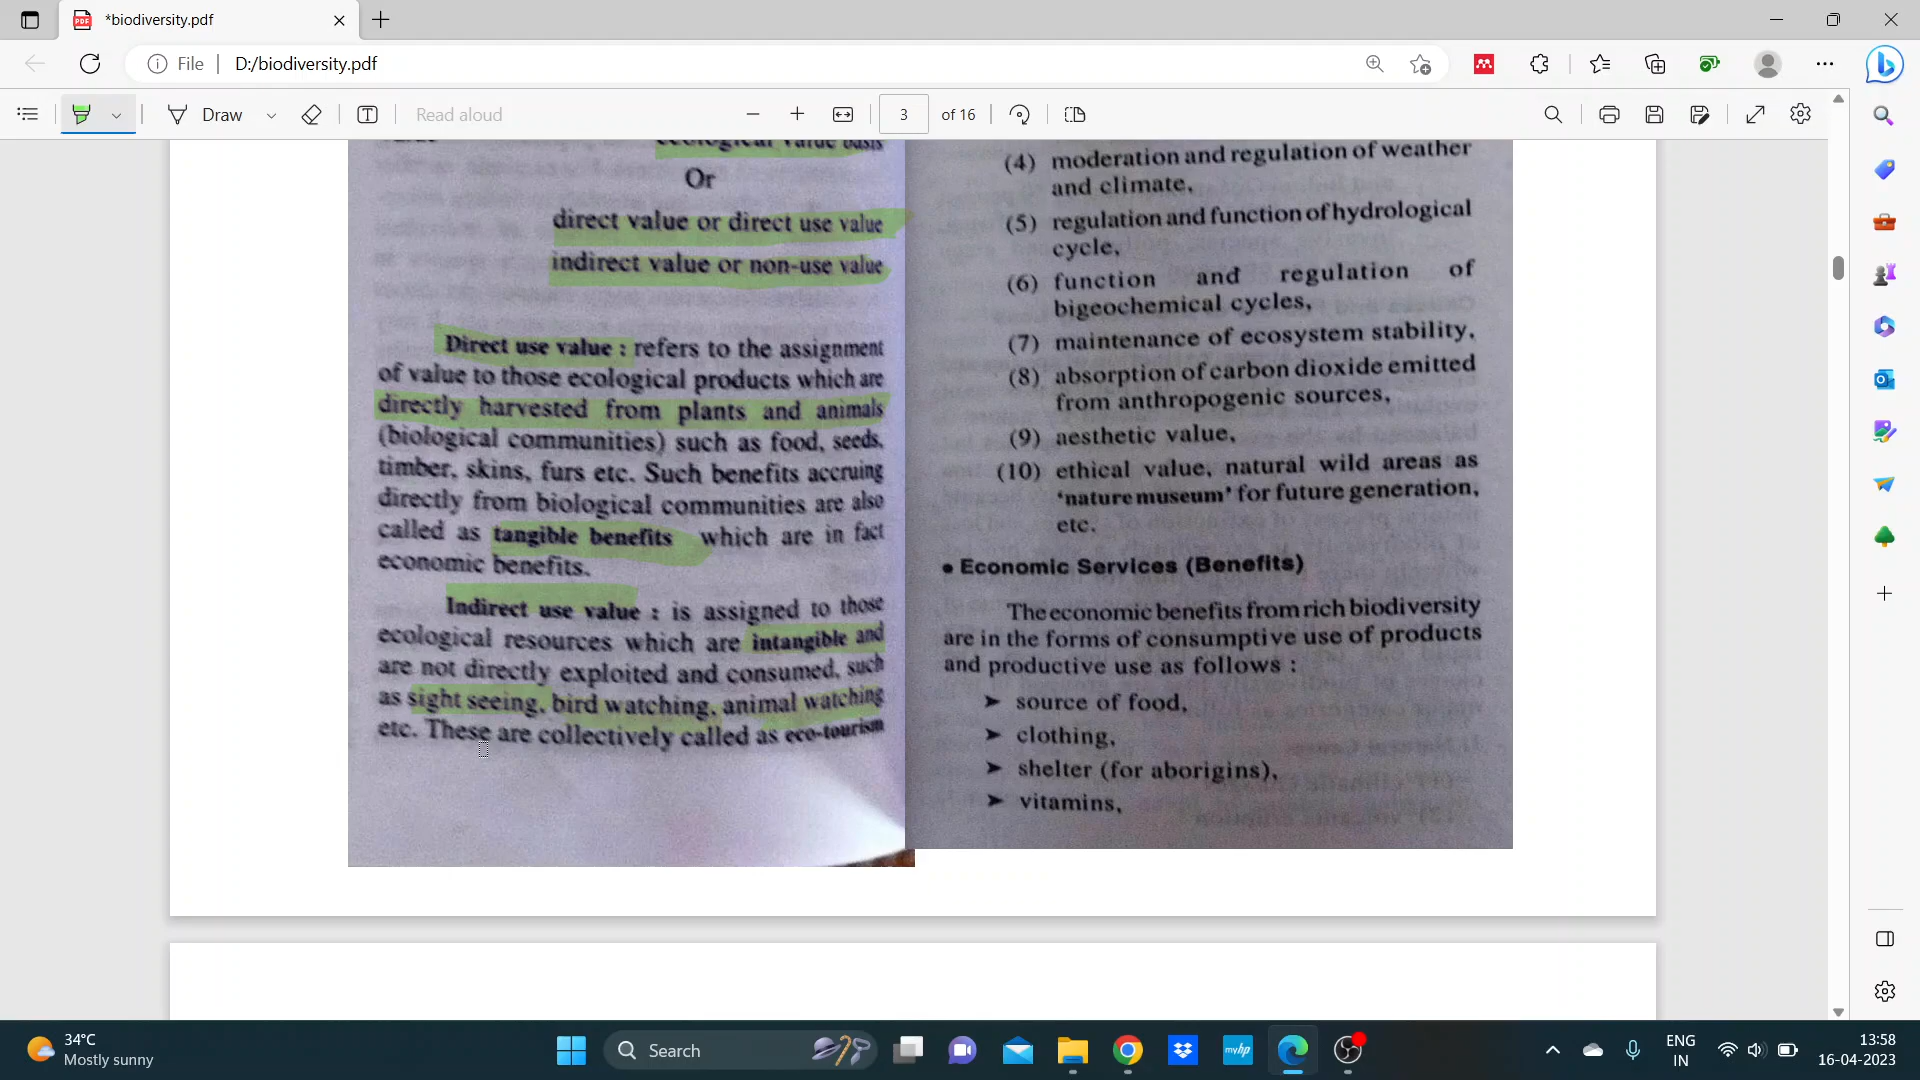 *biodiversity.pdf
File
D:/biodiversity.pdf
Draw
Read aloud
3
of 16
ecological value basis
Or
direct value or direct use value
indirect value or non-use value
Direct use value : refers to the assignment
of value to those ecological products which are
directly harvested from plants and animals
(biological communities) such as food, seeds,
timber, skins, furs etc. Such benefits accruing
directly from biological communities are also
called as tangible benefits which are in fact
economic benefits.
Indirect use value : is assigned to those
ecological resources which are intangible and
are not directly exploited and consumed, such
as sight seeing, bird watching, animal watching
etc. These are collectively called as eco-tourism
(4) moderation and regulation of weather
and climate,
(5) regulation and function of hydrological
cycle,
(6) function and regulation of
bigeochemical cycles,
(7) maintenance of ecosystem stability,
(8) absorption of carbon dioxide emitted
from anthropogenic sources,
(9) aesthetic value,
(10) ethical value, natural wild areas as
'nature museum' for future generation,
etc.
• Economic Services (Benefits)
The economic benefits from rich biodiversity
are in the forms of consumptive use of products
and productive use as follows :
➤ source of food,
➤ clothing,
➤ shelter (for aborigins),
➤ vitamins,
34°C
Mostly sunny
Search
myhp
ENG
IN
13:58
16-04-2023